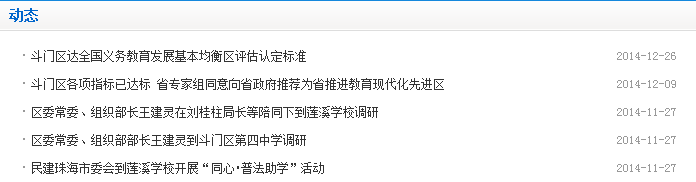 动态
· 斗门区达全国义务教育发展基本均衡区评估认定标准 2014-12-26
· 斗门区各项指标已达标 省专家组同意向省政府推荐为省推进教育现代化先进区 2014-12-09
· 区委常委、组织部长王建灵在刘桂柱局长等陪同下到莲溪学校调研 2014-11-27
· 区委常委、组织部部长王建灵到斗门区第四中学调研 2014-11-27
· 民建珠海市委会到莲溪学校开展“同心·普法助学”活动 2014-11-27